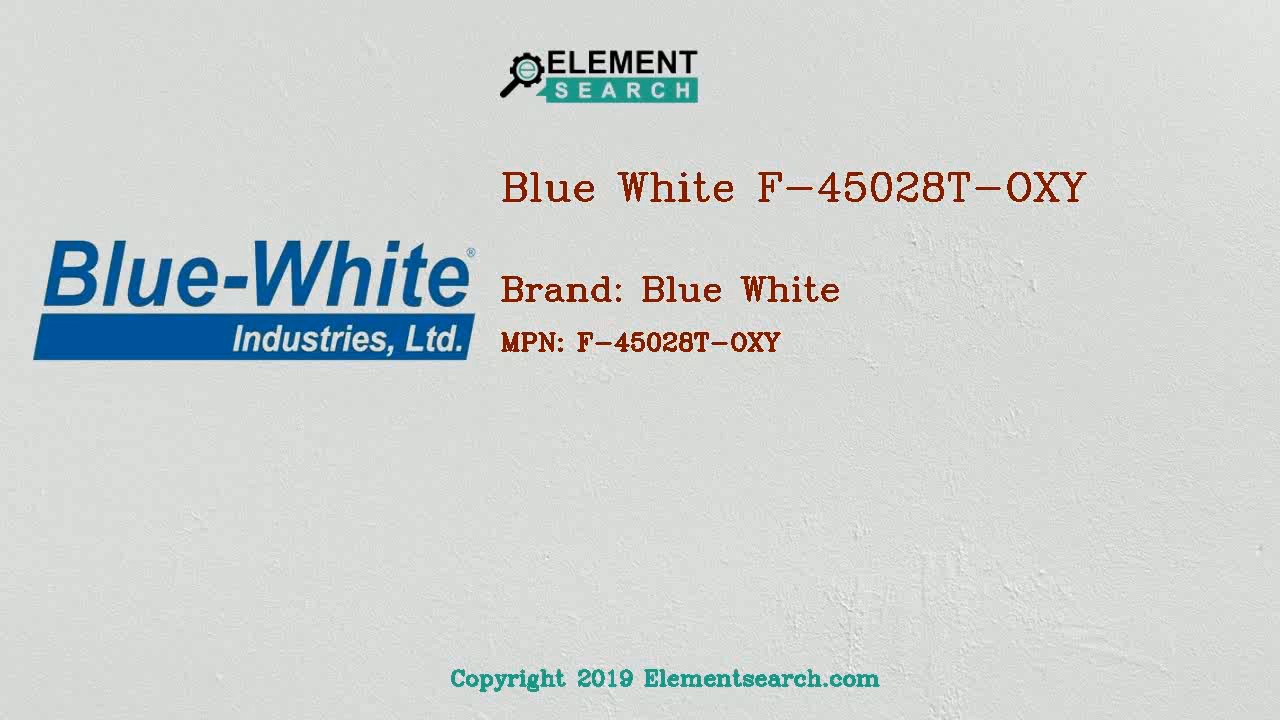 ELEMENT
SEARCH
Blue White F-45028T-OXY
Blue-White®
Industries, Ltd.
Brand: Blue White
MPN: F-45028T-OXY
Copyright 2019 Elementsearch.com